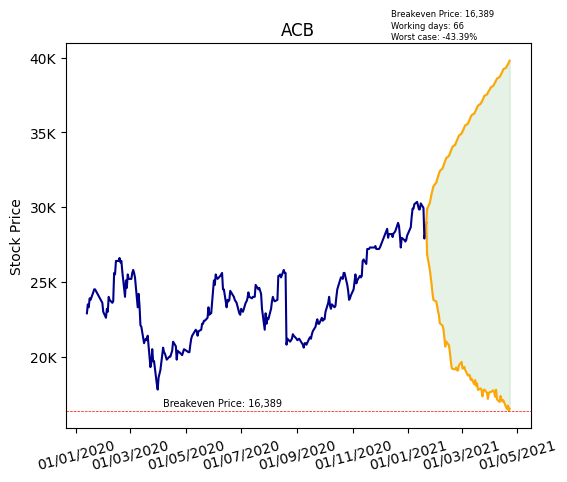 Breakeven Price: 16,389
Working days: 66
Worst case: -43.39%
ACB
40K
35K
30K
25K
20K
Stock Price
Breakeven Price: 16,389
01/01/2020 01/03/2020 01/05/2020 01/07/2020 01/09/2020 01/11/2020 01/01/2021 01/03/2021 01/05/2021